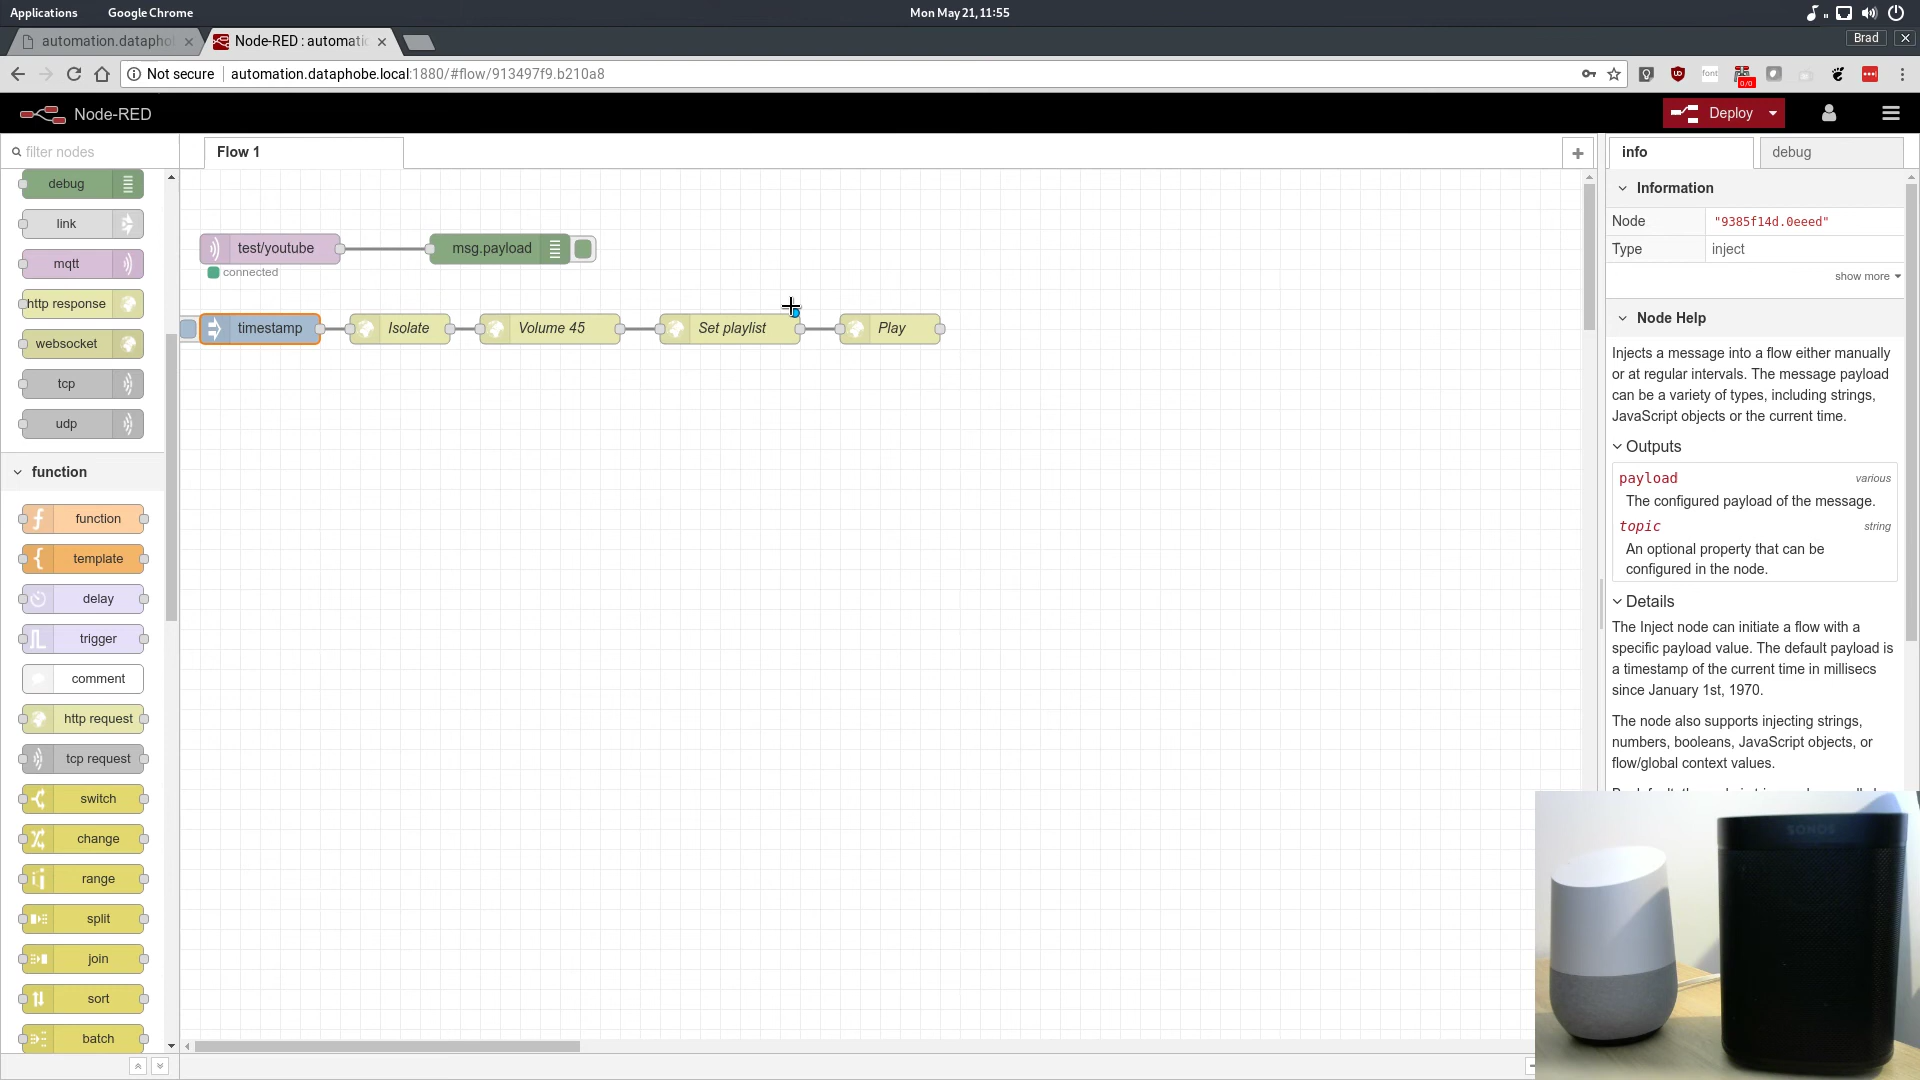 Applications
Google Chrome
Mon May 21, 11:55
automation.datapho
Node-RED : automati
Brad
Not secure
automation.dataphobe.local:1880/#flow/913497f9.b210a8
font
0/0
Node-RED
Deploy
filter nodes
Flow 1
info
debug
debug
link
mqtt
http response
websocket
tcp
udp
function
function
template
delay
trigger
comment
http request
tcp request
switch
change
range
split
join
sort
batch
test/youtube
msg.payload
connected
timestamp
Isolate
Volume 45
Set playlist
Play
Information
Node
"9385f14d.0eeed"
Type
inject
show more
Node Help
Injects a message into a flow either manually
or at regular intervals. The message payload
can be a variety of types, including strings,
JavaScript objects or the current time.
Outputs
payload
various
The configured payload of the message.
topic
string
An optional property that can be
configured in the node.
Details
The Inject node can initiate a flow with a
specific payload value. The default payload is
a timestamp of the current time in millisecs
since January 1st, 1970.
The node also supports injecting strings,
numbers, booleans, JavaScript objects, or
flow/global context values.
SONOS